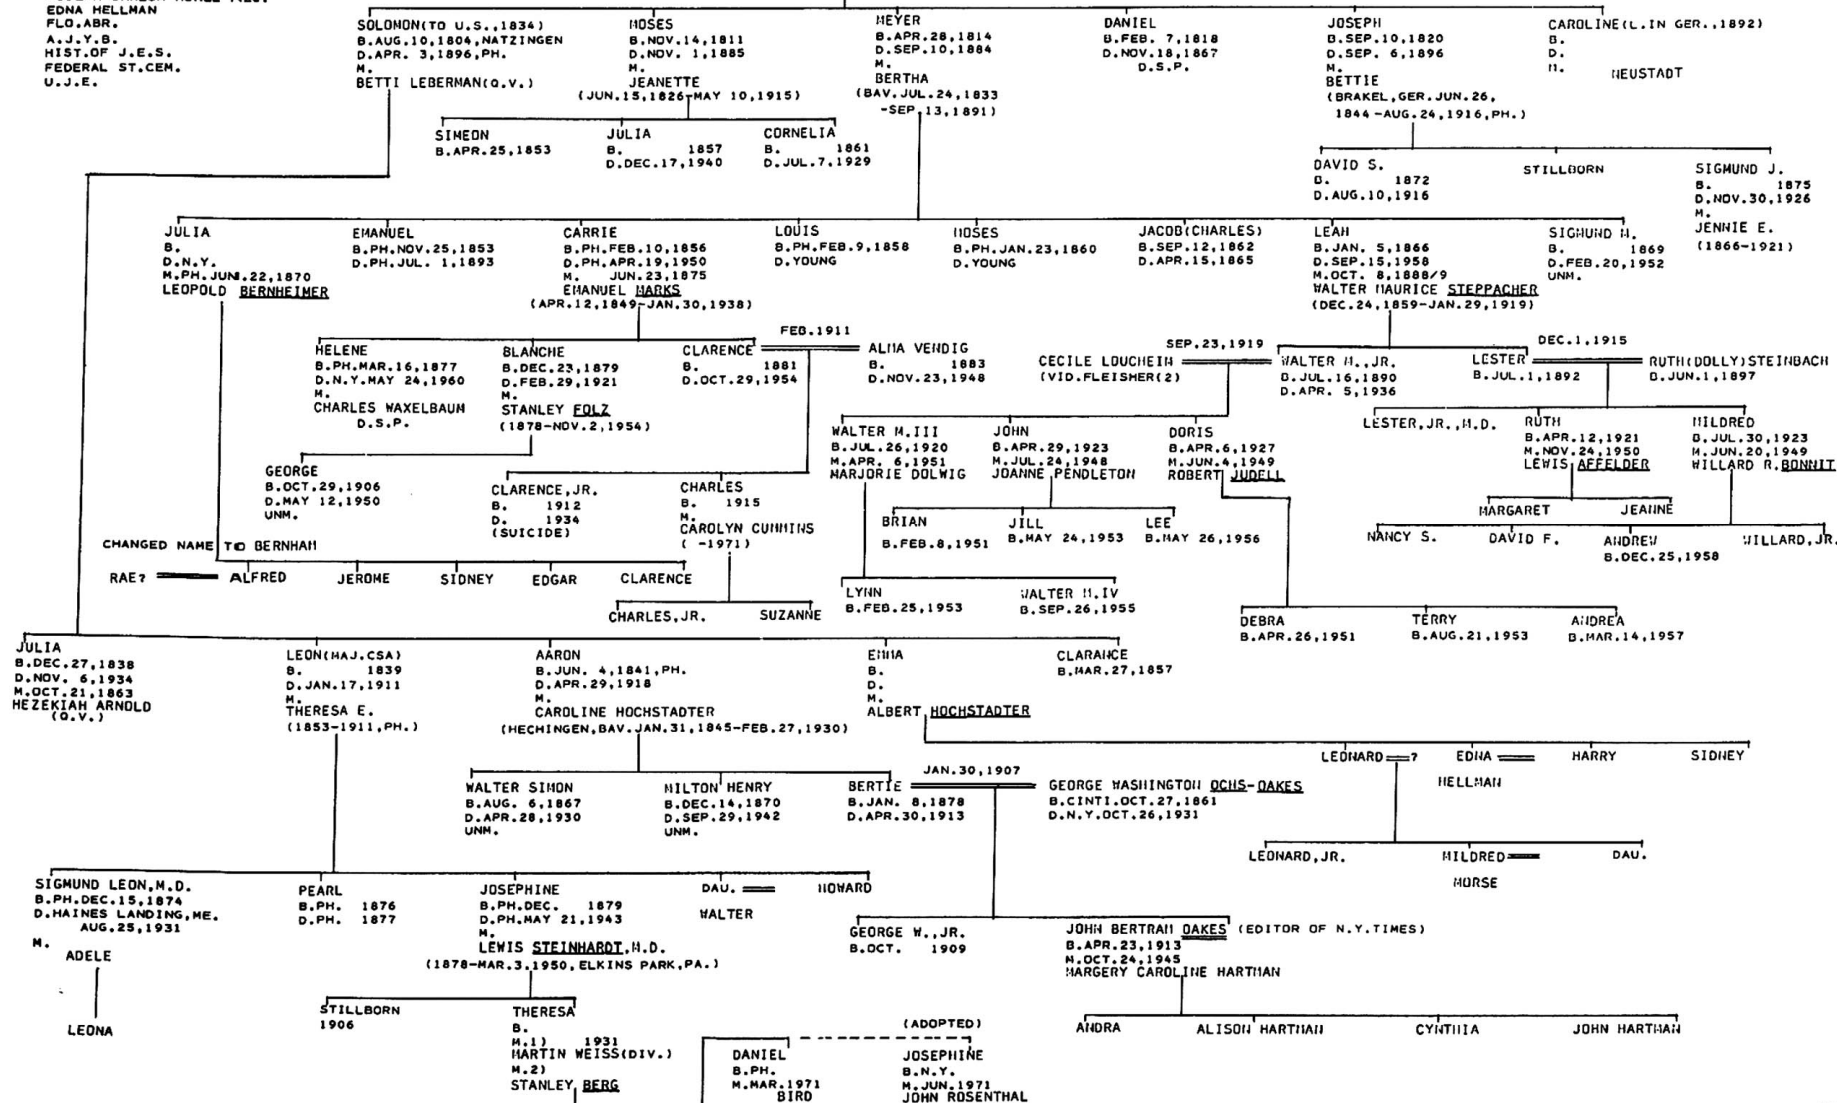 EDNA HELLMAN
FLO.ABR.
A.J.Y.B.
HIST.OF J.E.S.
FEDERAL ST.CEM.
U.J.E.
SOLOMON(TO U.S.,1834)
B.AUG.10,1804,NATZINGEN
D.APR. 3,1896,PH.
M.
BETTI LEBERMAN(Q.V.)
MOSES
B.NOV.14,1811
D.NOV. 1,1885
M.
JEANETTE
(JUN.15,1826-MAY 10,1915)
MEYER
B.APR.28,1814
D.SEP.10,1884
M.
BERTHA
(BAV.JUL.24,1833
-SEP.13,1891)
DANIEL
B.FEB. 7,1818
D.NOV.18,1867
D.S.P.
JOSEPH
B.SEP.10,1820
D.SEP. 6,1896
M.
BETTIE
(BRAKEL,GER.JUN.26,
1844-AUG.24,1916,PH.)
CAROLINE(L.IN GER.,1892)
B.
D.
M. NEUSTADT
SIMEON
B.APR.25,1853
JULIA
B. 1857
D.DEC.17,1940
CORNELIA
B. 1861
D.JUL.7,1929
DAVID S.
B. 1872
D.AUG.10,1916
STILLBORN
SIGMUND J.
B. 1875
D.NOV.30,1926
M.
JENNIE E.
(1866-1921)
JULIA
B.
D.N.Y.
M.PH.JUN.22,1870
LEOPOLD BERNHEIMER
EMANUEL
B.PH.NOV.25,1853
D.PH.JUL. 1,1893
CARRIE
B.PH.FEB.10,1856
D.PH.APR.19,1950
M. JUN.23,1875
EMANUEL MARKS
(APR.12,1849-JAN.30,1938)
LOUIS
B.PH.FEB.9,1858
D.YOUNG
MOSES
B.PH.JAN.23,1860
D.YOUNG
JACOB(CHARLES)
B.SEP.12,1862
D.APR.15,1865
LEAH
B.JAN. 5,1866
D.SEP.15,1958
M.OCT. 8,1888/9
WALTER MAURICE STEPPACHER
(DEC.24,1859-JAN.29,1919)
SIGMUND M.
B. 1869
D.FEB.20,1952
UNM.
HELENE
B.PH.MAR.16,1877
D.N.Y.MAY 24,1960
M.
CHARLES WAXELBAUM
D.S.P.
BLANCHE
B.DEC.23,1879
D.FEB.29,1921
M.
STANLEY FOLZ
(1878-NOV.2,1954)
CLARENCE
B. 1881
D.OCT.29,1954
FEB.1911
ALMA VENDIG
B. 1883
D.NOV.23,1948
CECILE LOUCHEIM
(VID.FLEISHER(2)
SEP.23,1919
WALTER M.,JR.
B.JUL.16,1890
D.APR. 5,1936
LESTER
B.JUL.1,1892
DEC.1,1915
RUTH(DOLLY)STEINBACH
B.JUN.1,1897
GEORGE
B.OCT.29,1906
D.MAY 12,1950
UNM.
CLARENCE,JR.
B. 1912
D. 1934
(SUICIDE)
CHARLES
B. 1915
M.
CAROLYN CUMMINS
( -1971)
WALTER M.III
B.JUL.26,1920
M.APR. 6,1951
MARJORIE DOLWIG
JOHN
B.APR.29,1923
M.JUL.24,1948
JOANNE PENDLETON
DORIS
B.APR.6,1927
M.JUN.4,1949
ROBERT JUDELL
LESTER,JR.,M.D.
RUTH
B.APR.12,1921
M.NOV.24,1950
LEWIS AFFELDER
MILDRED
B.JUL.30,1923
M.JUN.20,1949
WILLARD R.BONNIT
BRIAN
B.FEB.8,1951
JILL
B.MAY 24,1953
LEE
B.MAY 26,1956
MARGARET
JEANNE
NANCY S.
DAVID F.
ANDREW
B.DEC.25,1958
WILLARD,JR.
CHANGED NAME TO BERNHAM
RAE?
ALFRED
JEROME
SIDNEY
EDGAR
CLARENCE
CHARLES,JR.
SUZANNE
LYNN
B.FEB.25,1953
WALTER M.IV
B.SEP.26,1955
DEBRA
B.APR.26,1951
TERRY
B.AUG.21,1953
ANDREA
B.MAR.14,1957
JULIA
B.DEC.27,1838
D.NOV. 6,1934
M.OCT.21,1863
HEZEKIAH ARNOLD
(Q.V.)
LEON(MAJ.CSA)
B. 1839
D.JAN.17,1911
M.
THERESA E.
(1853-1911,PH.)
AARON
B.JUN. 4,1841,PH.
D.APR.29,1918
M.
CAROLINE HOCHSTADTER
(HECHINGEN,BAV.JAN.31,1845-FEB.27,1930)
EMMA
B.
D.
M.
ALBERT HOCHSTADTER
CLARANCE
B.MAR.27,1857
LEONARD
?
EDNA
HELLMAN
HARRY
SIDNEY
WALTER SIMON
B.AUG. 6,1867
D.APR.28,1930
UNM.
MILTON HENRY
B.DEC.14,1870
D.SEP.29,1942
UNM.
BERTIE
B.JAN. 8,1878
D.APR.30,1913
JAN.30,1907
GEORGE WASHINGTON OCHS-OAKES
B.CINTI.OCT.27,1861
D.N.Y.OCT.26,1931
LEONARD,JR.
MILDRED
MORSE
DAU.
SIGMUND LEON,M.D.
B.PH.DEC.15,1874
D.HAINES LANDING,ME.
AUG.25,1931
M.
ADELE
LEONA
PEARL
B.PH. 1876
D.PH. 1877
JOSEPHINE
B.PH.DEC. 1879
D.PH.MAY 21,1943
M.
LEWIS STEINHARDT,M.D.
(1878-MAR.3,1950,ELKINS PARK,PA.)
DAU.
WALTER
HOWARD
GEORGE W.,JR.
B.OCT. 1909
JOHN BERTRAM OAKES (EDITOR OF N.Y.TIMES)
B.APR.23,1913
M.OCT.24,1945
MARGERY CAROLINE HARTMAN
STILLBORN
1906
THERESA
B.
M.1) 1931
MARTIN WEISS(DIV.)
M.2)
STANLEY BERG
DANIEL
B.PH.
M.MAR.1971
BIRD
(ADOPTED)
JOSEPHINE
B.N.Y.
M.JUN.1971
JOHN ROSENTHAL
ANDRA
ALISON HARTMAN
CYNTHIA
JOHN HARTMAN